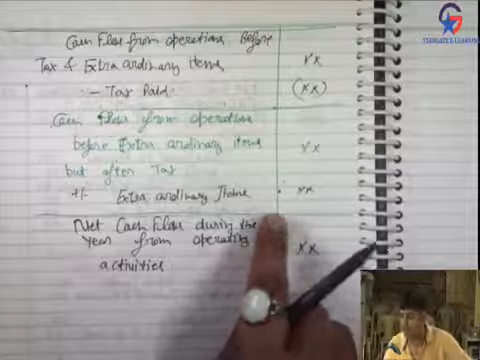 Cash Flow from operations Before
Tax & Extra ordinary items xx
- Tax Paid (xx)
Cash Flow from operations
before Extra ordinary items xx
but after Tax
+/- Extra ordinary Items xx
Net Cash Flow during the
Year from operating xx
activities
STARGATE E-LEARNING